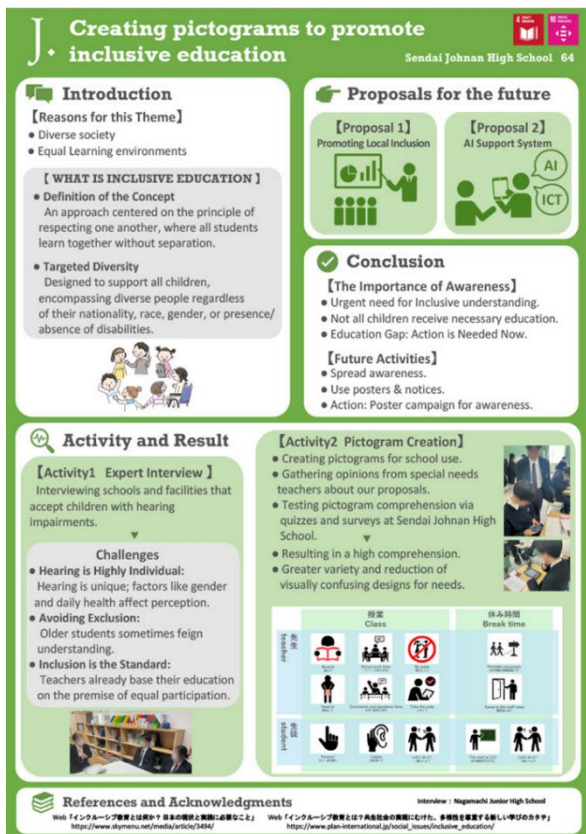 J. Creating pictograms to promote
inclusive education
Sendai Johnan High School 64
Introduction
【Reasons for this Theme】
● Diverse society
● Equal Learning environments
【 WHAT IS INCLUSIVE EDUCATION 】
● Definition of the Concept
An approach centered on the principle of
respecting one another, where all students
learn together without separation.
● Targeted Diversity
Designed to support all children,
encompassing diverse people regardless
of their nationality, race, gender, or presence/
absence of disabilities.
Proposals for the future
【Proposal 1】
Promoting Local Inclusion
【Proposal 2】
AI Support System
AI
ICT
Conclusion
【The Importance of Awareness】
● Urgent need for Inclusive understanding.
● Not all children receive necessary education.
● Education Gap: Action is Needed Now.
【Future Activities】
● Spread awareness.
● Use posters & notices.
● Action: Poster campaign for awareness.
Activity and Result
【Activity1 Expert Interview 】
Interviewing schools and facilities that
accept children with hearing
impairments.
Challenges
● Hearing is Highly Individual:
Hearing is unique; factors like gender
and daily health affect perception.
● Avoiding Exclusion:
Older students sometimes feign
understanding.
● Inclusion is the Standard:
Teachers already base their education
on the premise of equal participation.
【Activity2 Pictogram Creation】
● Creating pictograms for school use.
● Gathering opinions from special needs
teachers about our proposals.
● Testing pictogram comprehension via
quizzes and surveys at Sendai Johnan High
School.
● Resulting in a high comprehension.
● Greater variety and reduction of
visually confusing designs for needs.
授業
Class
休み時間
Break time
先生
teacher
生徒
student
References and Acknowledgments
Interview : Nagamachi Junior High School
Web「インクルーシブ教育とは何か？日本の現状と実践に必要なこと」
https://www.skymenu.net/media/article/3494/
Web「インクルーシブ教育とは？共生社会の実現にむけた、多様性を尊重する新しい学びのカタチ」
https://www.plan-international.jp/social_issues/inclusive_education/